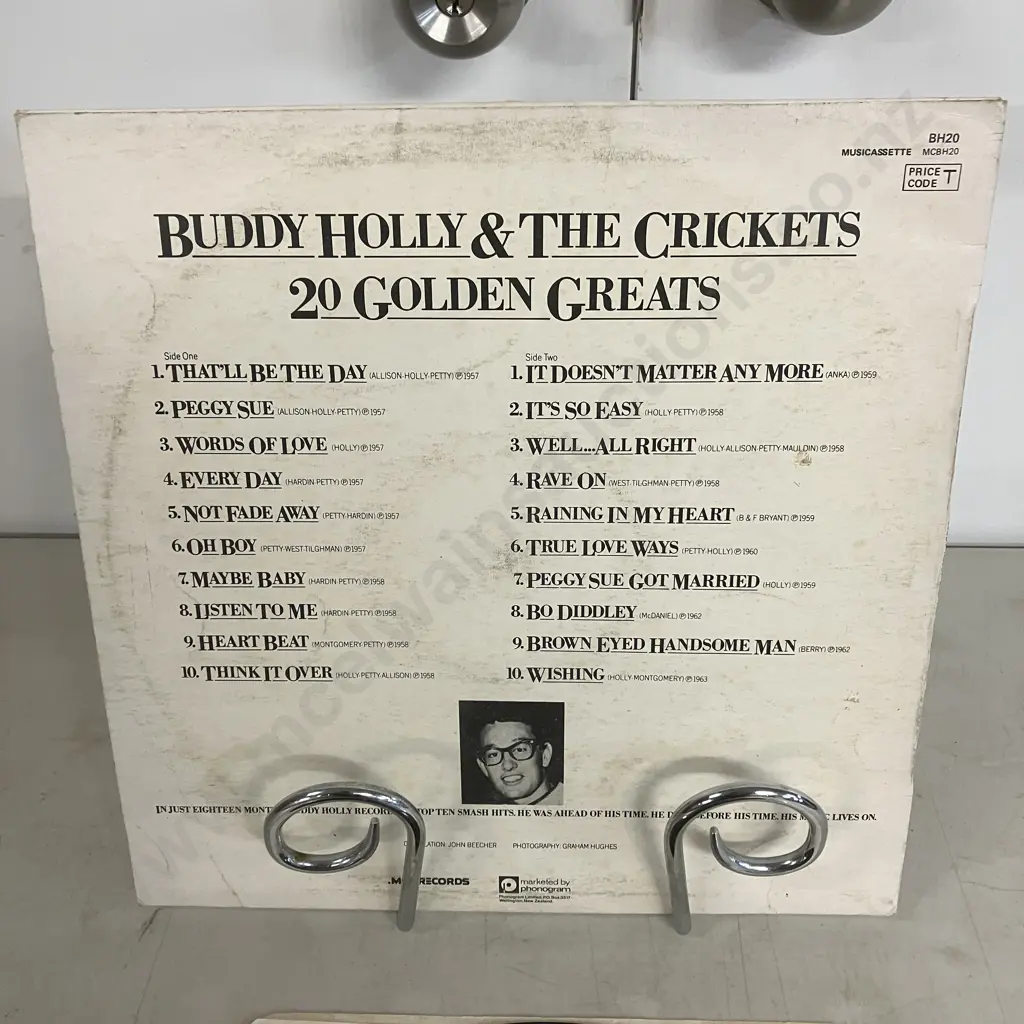 BH20
MUSICASSETTE MCBH20
PRICE CODE T
BUDDY HOLLY & THE CRICKETS
20 GOLDEN GREATS
Side One
1. THAT'LL BE THE DAY (ALLISON-HOLLY-PETTY) ℗ 1957
2. PEGGY SUE (ALLISON-HOLLY-PETTY) ℗ 1957
3. WORDS OF LOVE (HOLLY) ℗ 1957
4. EVERY DAY (HARDIN-PETTY) ℗ 1957
5. NOT FADE AWAY (PETTY-HARDIN) ℗ 1957
6. OH BOY (PETTY-WEST-TILGHMAN) ℗ 1957
7. MAYBE BABY (HARDIN PETTY) ℗ 1958
8. LISTEN TO ME (HARDIN-PETTY) ℗ 1958
9. HEART BEAT (MONTGOMERY-PETTY) ℗ 1958
10. THINK IT OVER (HOLLY-PETTY-ALLISON) ℗ 1958
Side Two
1. IT DOESN'T MATTER ANY MORE (ANKA) ℗ 1959
2. IT'S SO EASY (HOLLY-PETTY) ℗ 1958
3. WELL...ALL RIGHT (HOLLY-ALLISON-PETTY-MAULDIN) ℗ 1958
4. RAVE ON (WEST-TILGHMAN-PETTY) ℗ 1958
5. RAINING IN MY HEART (B & F BRYANT) ℗ 1959
6. TRUE LOVE WAYS (PETTY-HOLLY) ℗ 1960
7. PEGGY SUE GOT MARRIED (HOLLY) ℗ 1959
8. BO DIDDLEY (McDANIEL) ℗ 1962
9. BROWN EYED HANDSOME MAN (BERRY) ℗ 1962
10. WISHING (HOLLY-MONTGOMERY) ℗ 1963
IN JUST EIGHTEEN HOLLY TOP TEN SMASH HITS. HE WAS AHEAD OF HIS TIME. HE BEFORE HIS TIME. HIS LIVES ON.
JOHN BEECHER PHOTOGRAPHY: GRAHAM HUGHES
RECORDS
marketed by
phonogram
Phonogram Limited, P.O. Box
Wellington, New Zealand.